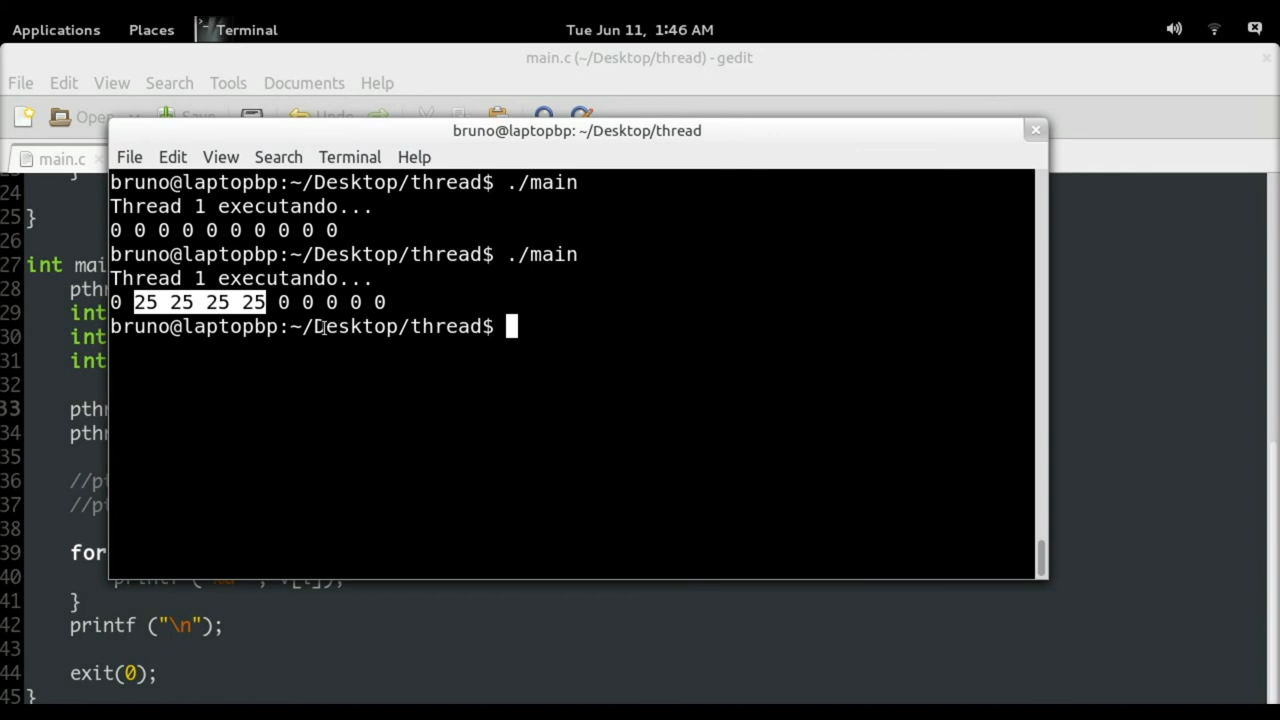 Applications Places Terminal Tue Jun 11, 1:46 AM
main.c (~/Desktop/thread) - gedit
File Edit View Search Tools Documents Help
Open Save Undo
bruno@laptopbp: ~/Desktop/thread
main.c
File Edit View Search Terminal Help
bruno@laptopbp:~/Desktop/thread$ ./main
Thread 1 executando...
0 0 0 0 0 0 0 0 0 0
bruno@laptopbp:~/Desktop/thread$ ./main
Thread 1 executando...
0 25 25 25 25 0 0 0 0 0
bruno@laptopbp:~/Desktop/thread$
24
25 }
26
27 int mai
28 pthr
29 int
30 int
31 int
32
33 pthr
34 pthr
35
36 //pt
37 //pt
38
39 for
40
41 }
42 printf ("\n");
43
44 exit(0);
45 }